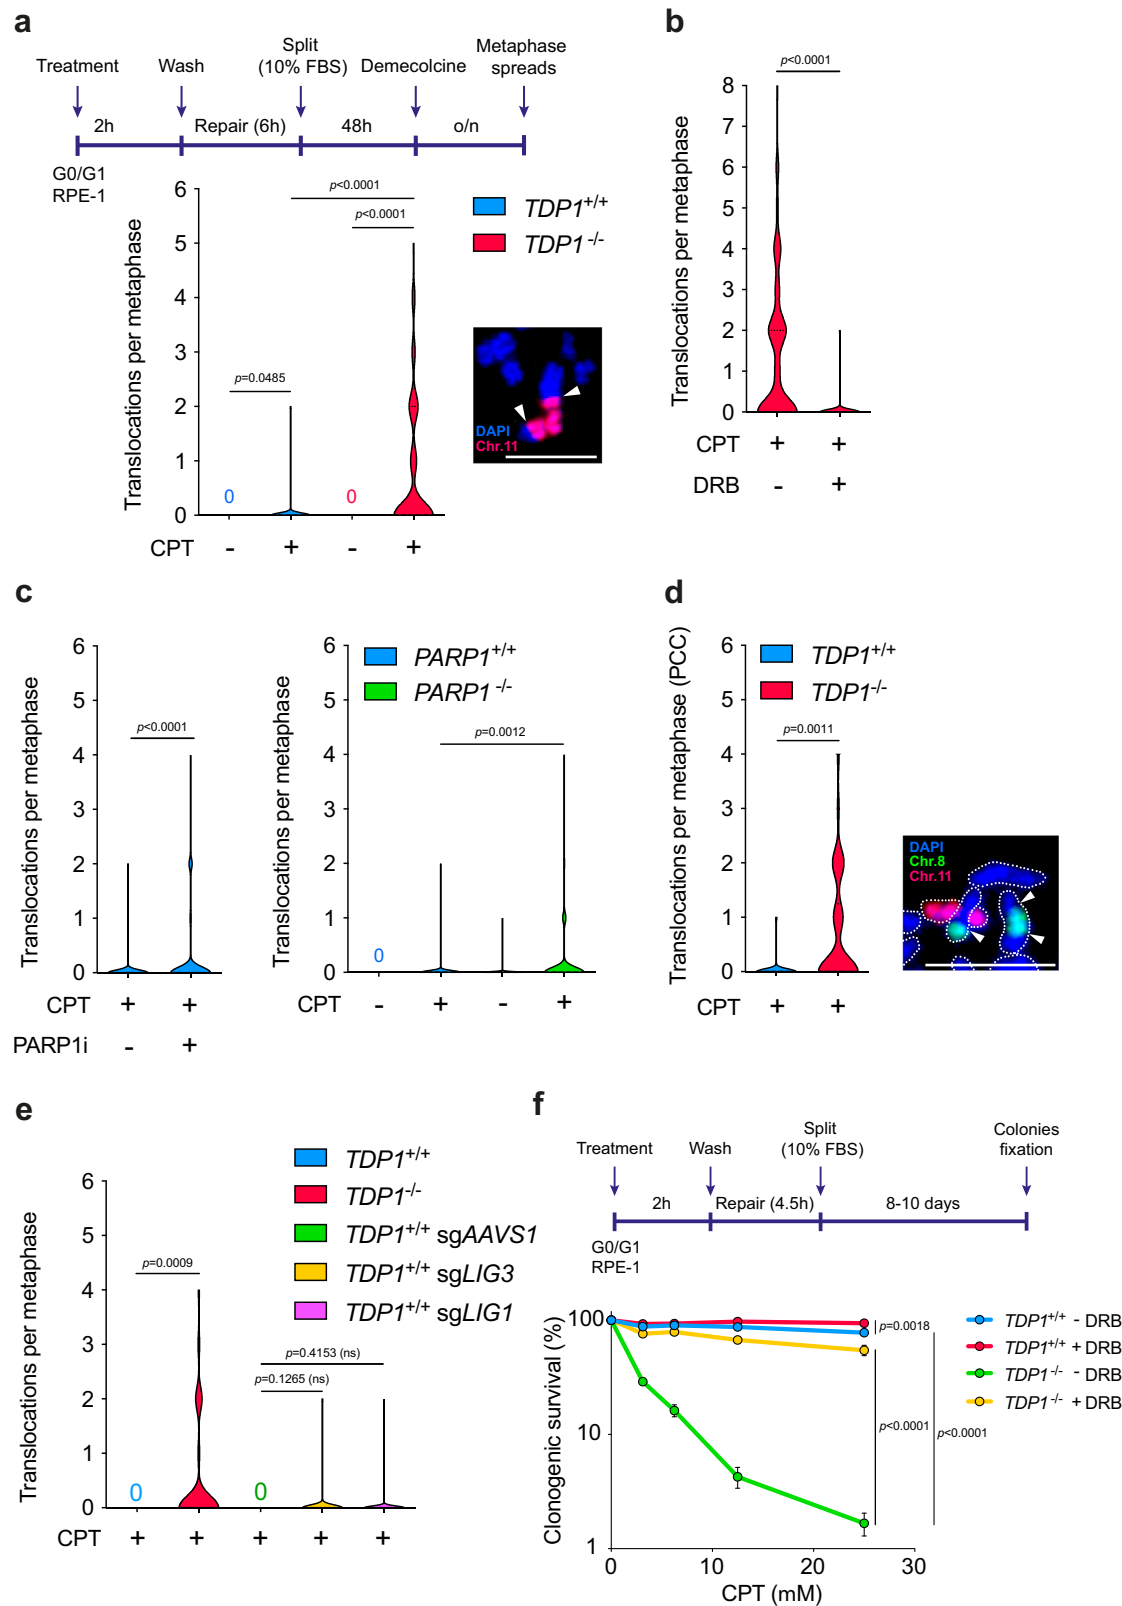 a
Treatment
Wash
Split
(10% FBS)
Demecolcine
Metaphase
spreads
2h
Repair (6h)
48h
o/n
G0/G1
RPE-1
Translocations per metaphase
6
5
4
3
2
1
0
p<0.0001
p<0.0001
p=0.0485
0
0
CPT - + - +
TDP1+/+
TDP1-/-
DAPI
Chr.11
b
Translocations per metaphase
8
7
6
5
4
3
2
1
0
p<0.0001
CPT + +
DRB - +
c
Translocations per metaphase
6
5
4
3
2
1
0
p<0.0001
CPT + +
PARP1i - +
Translocations per metaphase
6
5
4
3
2
1
0
PARP1+/+
PARP1-/-
p=0.0012
0
CPT - + - +
d
Translocations per metaphase (PCC)
6
5
4
3
2
1
0
TDP1+/+
TDP1-/-
p=0.0011
CPT + +
DAPI
Chr.8
Chr.11
e
Translocations per metaphase
6
5
4
3
2
1
0
TDP1+/+
TDP1-/-
TDP1+/+ sgAAVS1
TDP1+/+ sgLIG3
TDP1+/+ sgLIG1
p=0.0009
p=0.4153 (ns)
p=0.1265 (ns)
0
0
CPT + + + + +
f
Treatment
Wash
Split
(10% FBS)
Colonies
fixation
2h
Repair (4.5h)
8-10 days
G0/G1
RPE-1
Clonogenic survival (%)
100
10
1
0 10 20 30
CPT (mM)
p=0.0018
p<0.0001
p<0.0001
TDP1+/+ - DRB
TDP1+/+ + DRB
TDP1-/- - DRB
TDP1-/- + DRB